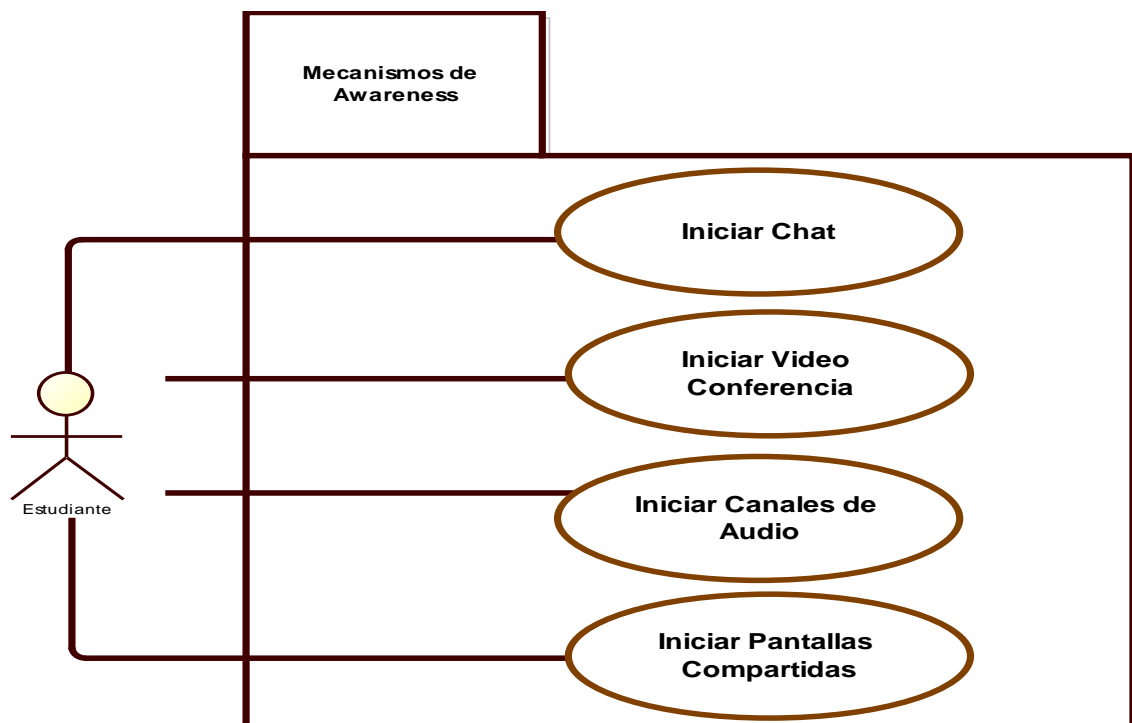 Mecanismos de
Awareness
Iniciar Chat
Iniciar Video
Conferencia
Iniciar Canales de
Audio
Estudiante
Iniciar Pantallas
Compartidas